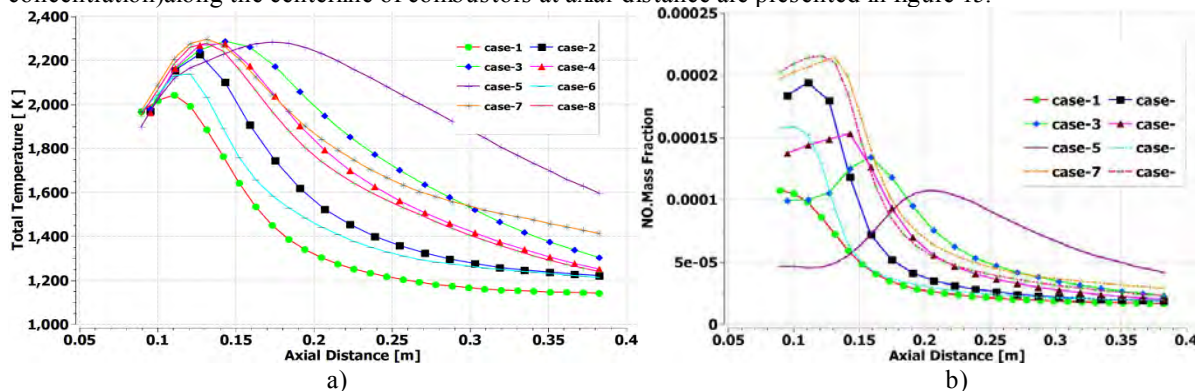 concentration)along the centerline of combustors at axial distance are presented in figure 15.
2,400
2,200
2,000
1,800
1,600
1,400
1,200
1,000
Total Temperature [ K ]
case-1 case-2
case-3 case-4
case-5 case-6
case-7 case-8
0.05 0.1 0.15 0.2 0.25 0.3 0.35 0.4
Axial Distance [m]
a)
0.00025
0.0002
0.00015
0.0001
5e-05
0
NO.Mass Fraction
case-1 case-
case-3 case-
case-5 case-
case-7 case-
0.05 0.1 0.15 0.2 0.25 0.3 0.35 0.4
Axial Distance [m]
b)